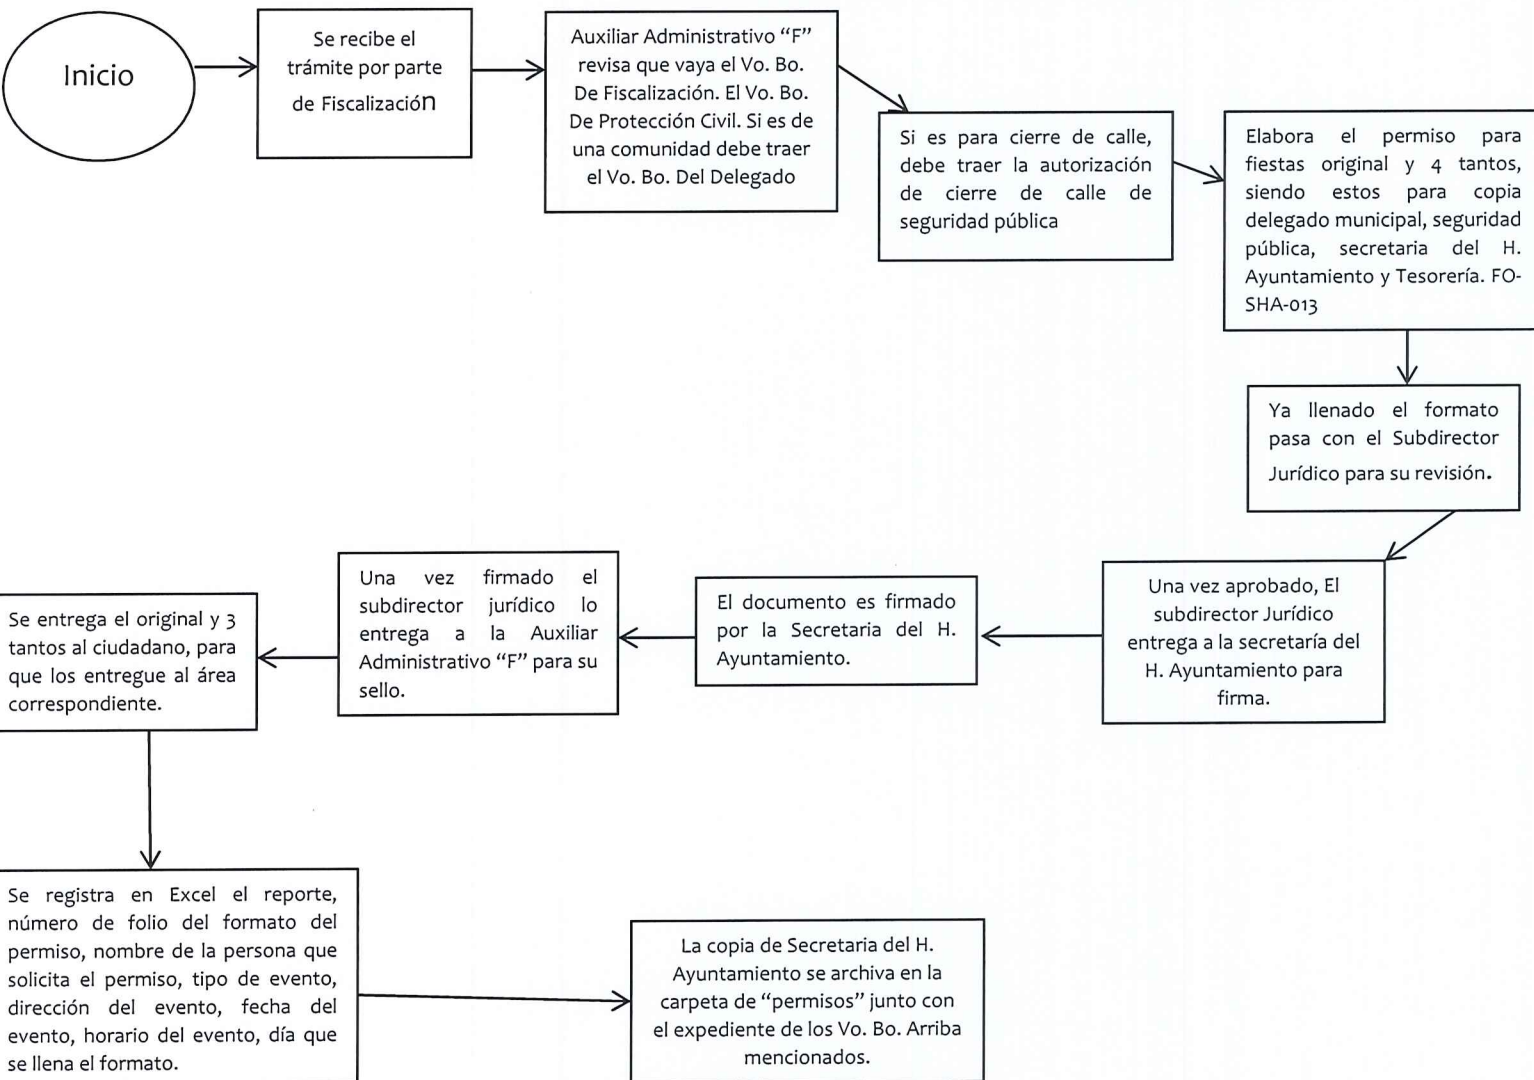 Inicio
Se recibe el
trámite por parte
de Fiscalización
Auxiliar Administrativo “F”
revisa que vaya el Vo. Bo.
De Fiscalización. El Vo. Bo.
De Protección Civil. Si es de
una comunidad debe traer
el Vo. Bo. Del Delegado
Si es para cierre de calle,
debe traer la autorización
de cierre de calle de
seguridad pública
Elabora el permiso para
fiestas original y 4 tantos,
siendo estos para copia
delegado municipal, seguridad
pública, secretaria del H.
Ayuntamiento y Tesorería. FO-
SHA-013
Ya llenado el formato
pasa con el Subdirector
Jurídico para su revisión.
Una vez aprobado, El
subdirector Jurídico
entrega a la secretaría del
H. Ayuntamiento para
firma.
El documento es firmado
por la Secretaria del H.
Ayuntamiento.
Una vez firmado el
subdirector jurídico lo
entrega a la Auxiliar
Administrativo “F” para su
sello.
Se entrega el original y 3
tantos al ciudadano, para
que los entregue al área
correspondiente.
Se registra en Excel el reporte,
número de folio del formato del
permiso, nombre de la persona que
solicita el permiso, tipo de evento,
dirección del evento, fecha del
evento, horario del evento, día que
se llena el formato.
La copia de Secretaria del H.
Ayuntamiento se archiva en la
carpeta de “permisos” junto con
el expediente de los Vo. Bo. Arriba
mencionados.